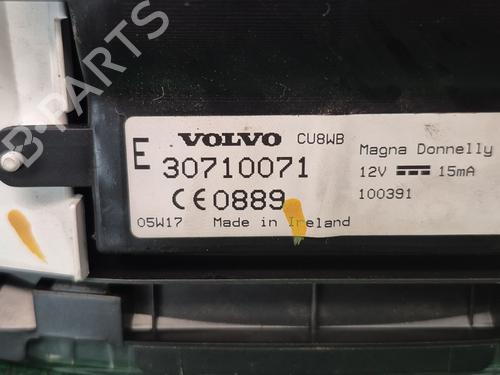 E VOLVO CU8WB
30710071
CE0889
05W17 Made in Ireland
Magna Donnelly
12V 15mA
100391
B-PARTS